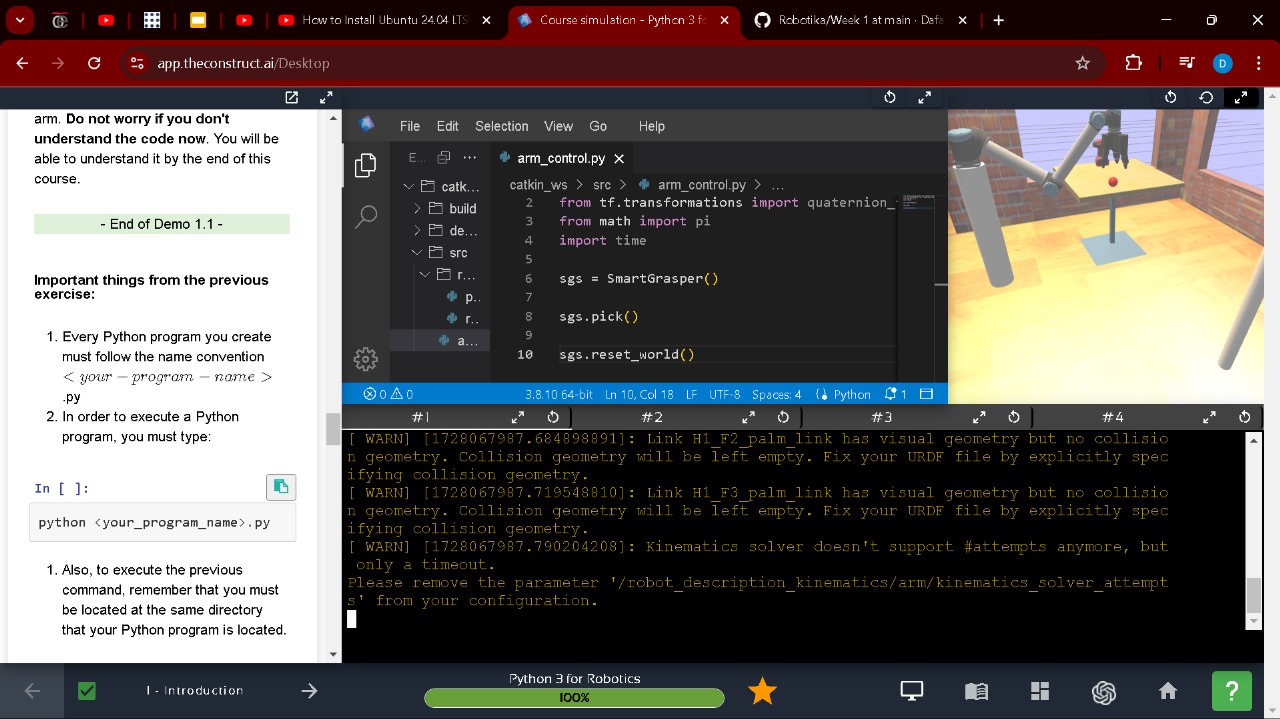 How to Install Ubuntu 24.04 LTS
Course simulation - Python 3 fo
Robotika/Week 1 at main · Dafa
app.theconstruct.ai/Desktop
D
arm. Do not worry if you don't
understand the code now. You will be
able to understand it by the end of this
course.
- End of Demo 1.1 -
Important things from the previous
exercise:
1. Every Python program you create
must follow the name convention
< your − program − name >
.py
2. In order to execute a Python
program, you must type:
In [ ]:
python <your_program_name>.py
1. Also, to execute the previous
command, remember that you must
be located at the same directory
that your Python program is located.
File Edit Selection View Go Help
E...
catk...
build
de...
src
r...
p..
r..
a...
arm_control.py
catkin_ws > src > arm_control.py > ...
2 from tf.transformations import quaternion_
3 from math import pi
4 import time
5
6 sgs = SmartGrasper()
7
8 sgs.pick()
9
10 sgs.reset_world()
0 0 3.8.10 64-bit Ln 10, Col 18 LF UTF-8 Spaces: 4 Python 1
#1 #2 #3 #4
[ WARN] [1728067987.684898891]: Link H1_F2_palm_link has visual geometry but no collisio
n geometry. Collision geometry will be left empty. Fix your URDF file by explicitly spec
ifying collision geometry.
[ WARN] [1728067987.719548810]: Link H1_F3_palm_link has visual geometry but no collisio
n geometry. Collision geometry will be left empty. Fix your URDF file by explicitly spec
ifying collision geometry.
[ WARN] [1728067987.790204208]: Kinematics solver doesn't support #attempts anymore, but
only a timeout.
Please remove the parameter '/robot_description_kinematics/arm/kinematics_solver_attempt
s' from your configuration.
1 - Introduction
Python 3 for Robotics
100%
?